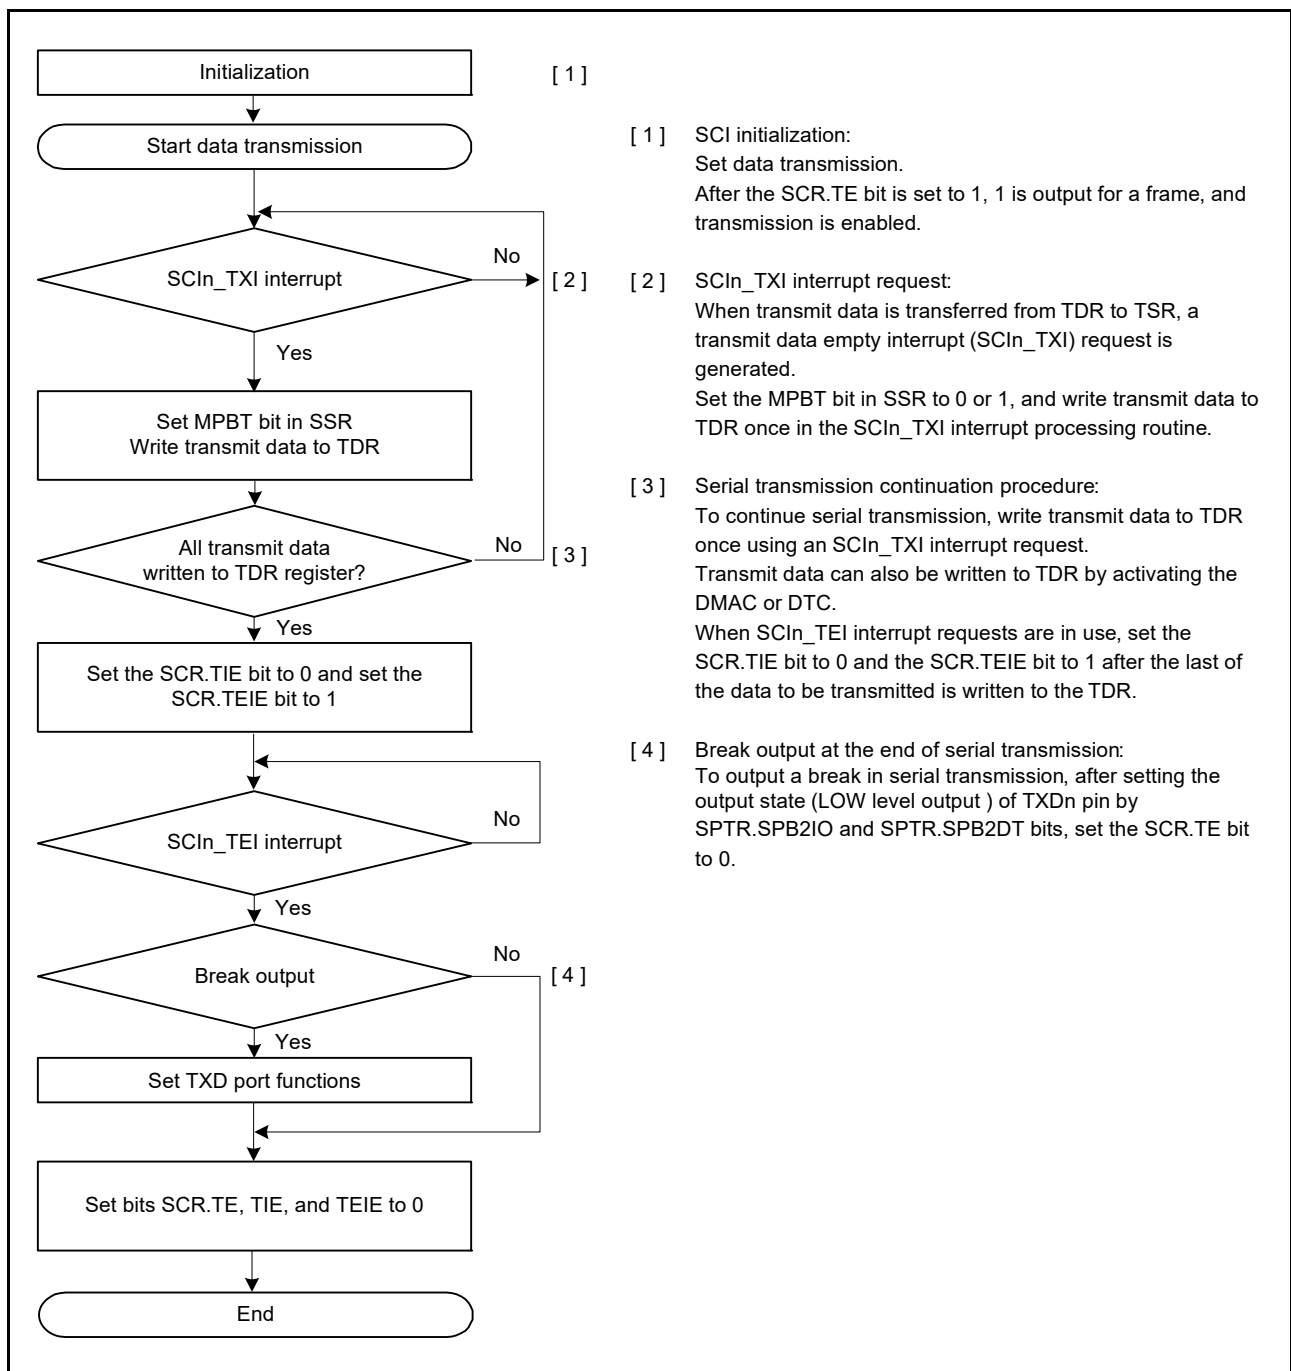 Initialization
[ 1 ]
Start data transmission
SCIn_TXI interrupt
No
[ 2 ]
Yes
Set MPBT bit in SSR
Write transmit data to TDR
All transmit data
written to TDR register?
No
[ 3 ]
Yes
Set the SCR.TIE bit to 0 and set the
SCR.TEIE bit to 1
SCIn_TEI interrupt
No
Yes
Break output
No
[ 4 ]
Yes
Set TXD port functions
Set bits SCR.TE, TIE, and TEIE to 0
End
[ 1 ] SCI initialization:
Set data transmission.
After the SCR.TE bit is set to 1, 1 is output for a frame, and
transmission is enabled.
[ 2 ] SCIn_TXI interrupt request:
When transmit data is transferred from TDR to TSR, a
transmit data empty interrupt (SCIn_TXI) request is
generated.
Set the MPBT bit in SSR to 0 or 1, and write transmit data to
TDR once in the SCIn_TXI interrupt processing routine.
[ 3 ] Serial transmission continuation procedure:
To continue serial transmission, write transmit data to TDR
once using an SCIn_TXI interrupt request.
Transmit data can also be written to TDR by activating the
DMAC or DTC.
When SCIn_TEI interrupt requests are in use, set the
SCR.TIE bit to 0 and the SCR.TEIE bit to 1 after the last of
the data to be transmitted is written to the TDR.
[ 4 ] Break output at the end of serial transmission:
To output a break in serial transmission, after setting the
output state (LOW level output ) of TXDn pin by
SPTR.SPB2IO and SPTR.SPB2DT bits, set the SCR.TE bit
to 0.